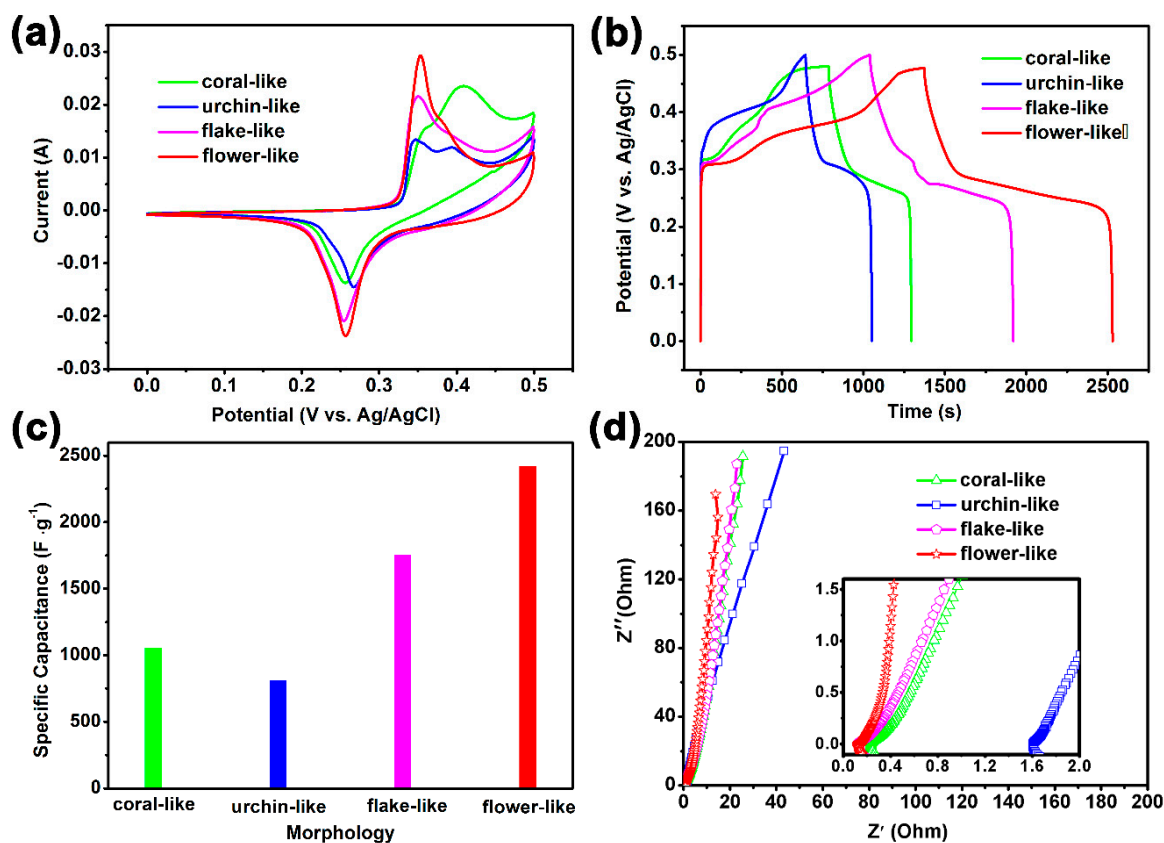 (a)
0.03
0.02
0.01
0.00
-0.01
-0.02
-0.03
Current (A)
coral-like
urchin-like
flake-like
flower-like
0.0 0.1 0.2 0.3 0.4 0.5
Potential (V vs. Ag/AgCl)
(b)
0.5
0.4
0.3
0.2
0.1
0.0
Potential (V vs. Ag/AgCl)
coral-like
urchin-like
flake-like
flower-like▯
0 500 1000 1500 2000 2500
Time (s)
(c)
2500
2000
1500
1000
500
0
Specific Capacitance (F ·g⁻¹)
coral-like urchin-like flake-like flower-like
Morphology
(d)
200
160
120
80
40
0
Z′′(Ohm)
coral-like
urchin-like
flake-like
flower-like
1.5
1.0
0.5
0.0
0.0 0.4 0.8 1.2 1.6 2.0
0 20 40 60 80 100 120 140 160 180 200
Z′ (Ohm)